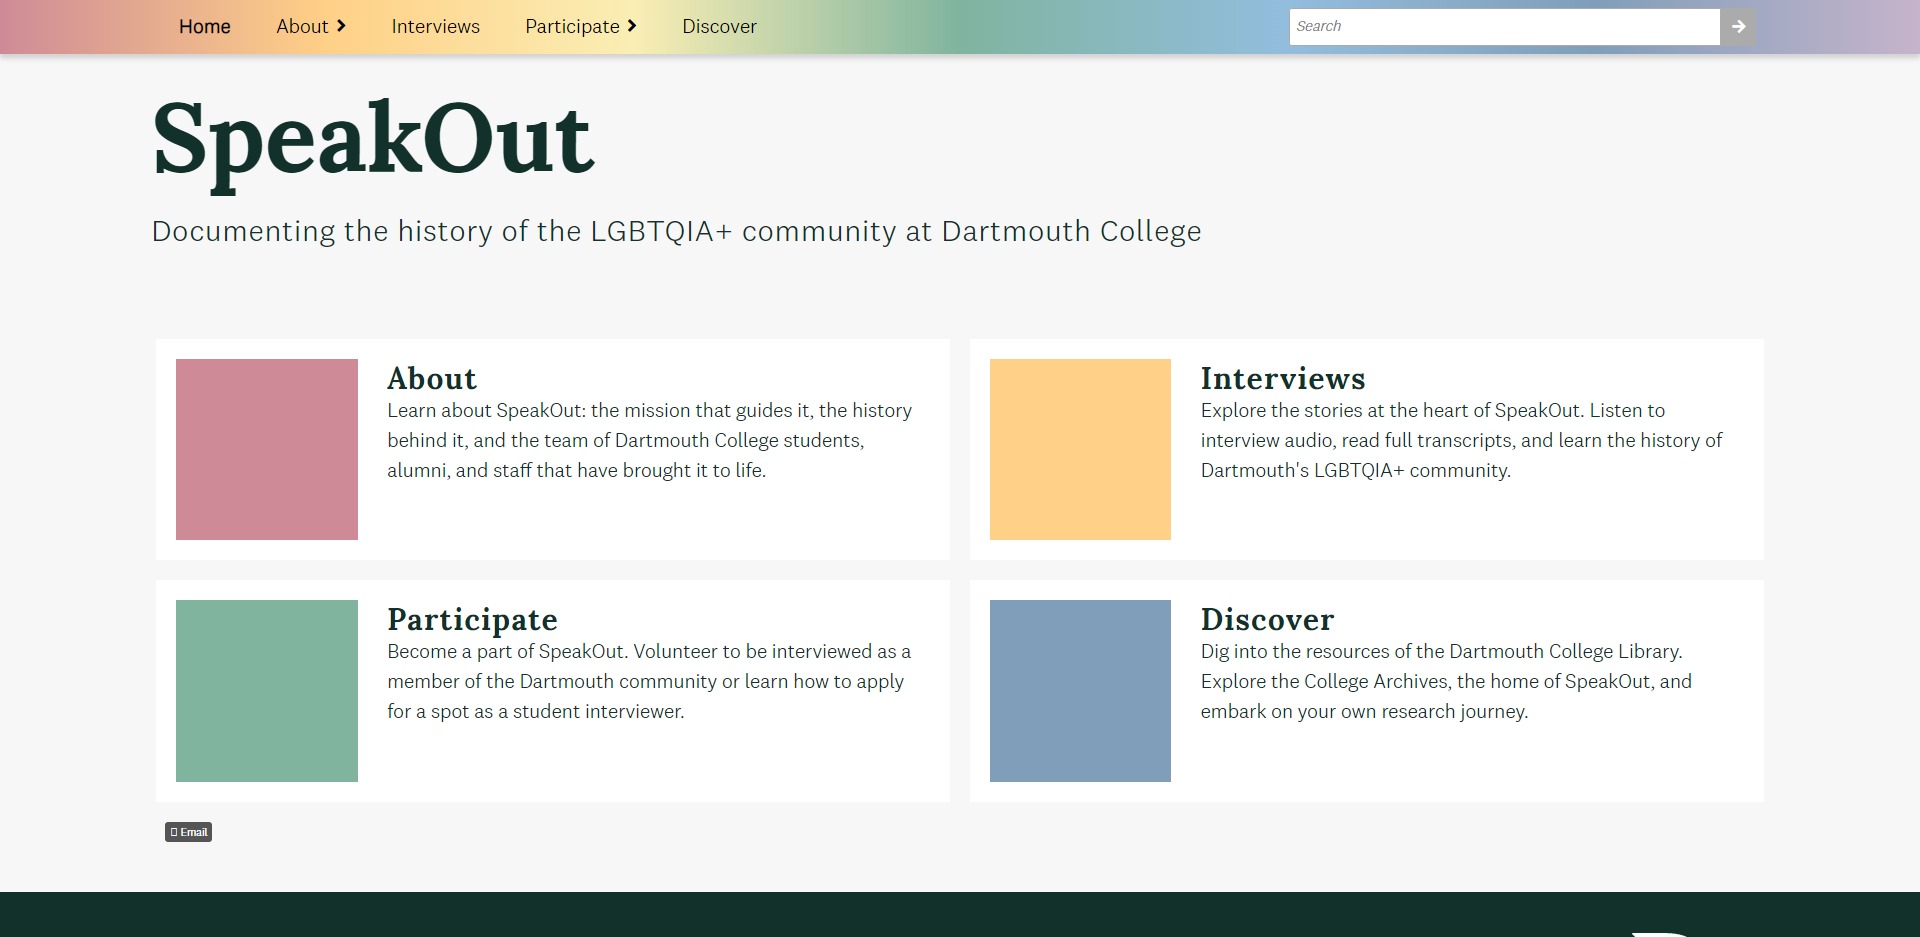 Home About Interviews Participate Discover Search
SpeakOut
Documenting the history of the LGBTQIA+ community at Dartmouth College
About
Learn about SpeakOut: the mission that guides it, the history
behind it, and the team of Dartmouth College students,
alumni, and staff that have brought it to life.
Interviews
Explore the stories at the heart of SpeakOut. Listen to
interview audio, read full transcripts, and learn the history of
Dartmouth's LGBTQIA+ community.
Participate
Become a part of SpeakOut. Volunteer to be interviewed as a
member of the Dartmouth community or learn how to apply
for a spot as a student interviewer.
Discover
Dig into the resources of the Dartmouth College Library.
Explore the College Archives, the home of SpeakOut, and
embark on your own research journey.
Email